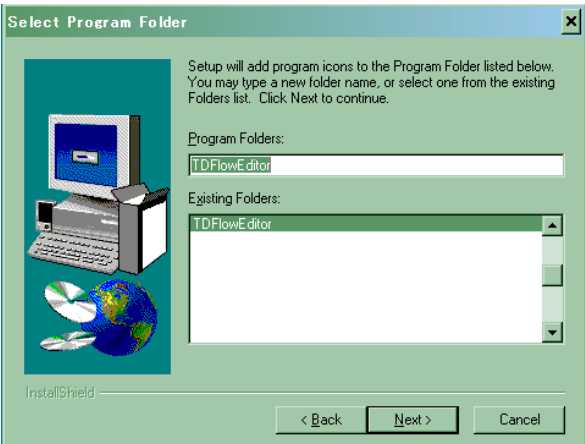 Select Program Folder
Setup will add program icons to the Program Folder listed below.
You may type a new folder name, or select one from the existing
Folders list. Click Next to continue.
Program Folders:
TDFlowEditor
Existing Folders:
TDFlowEditor
InstallShield
< Back
Next >
Cancel